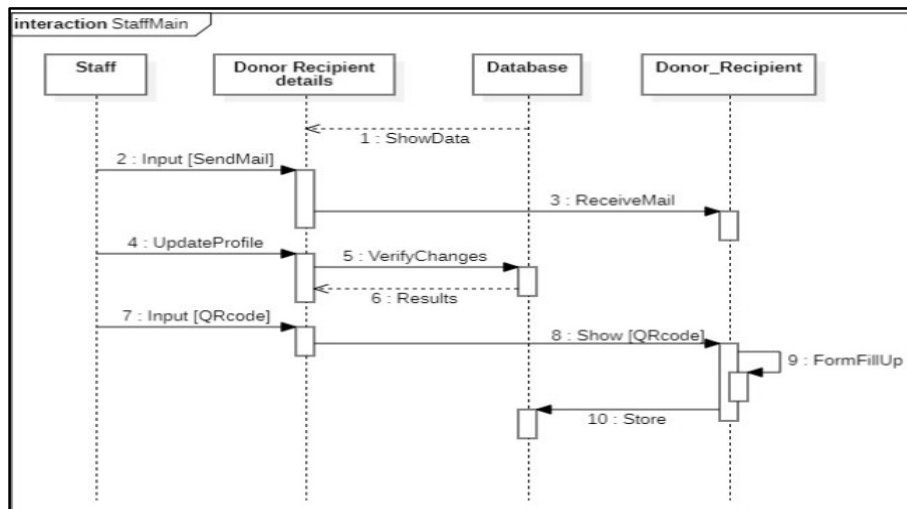 interaction StaffMain
Staff
Donor Recipient
details
Database
Donor_Recipient
1 : ShowData
2 : Input [SendMail]
3 : ReceiveMail
4 : UpdateProfile
5 : VerifyChanges
6 : Results
7 : Input [QRcode]
8 : Show [QRcode]
9 : FormFillUp
10 : Store